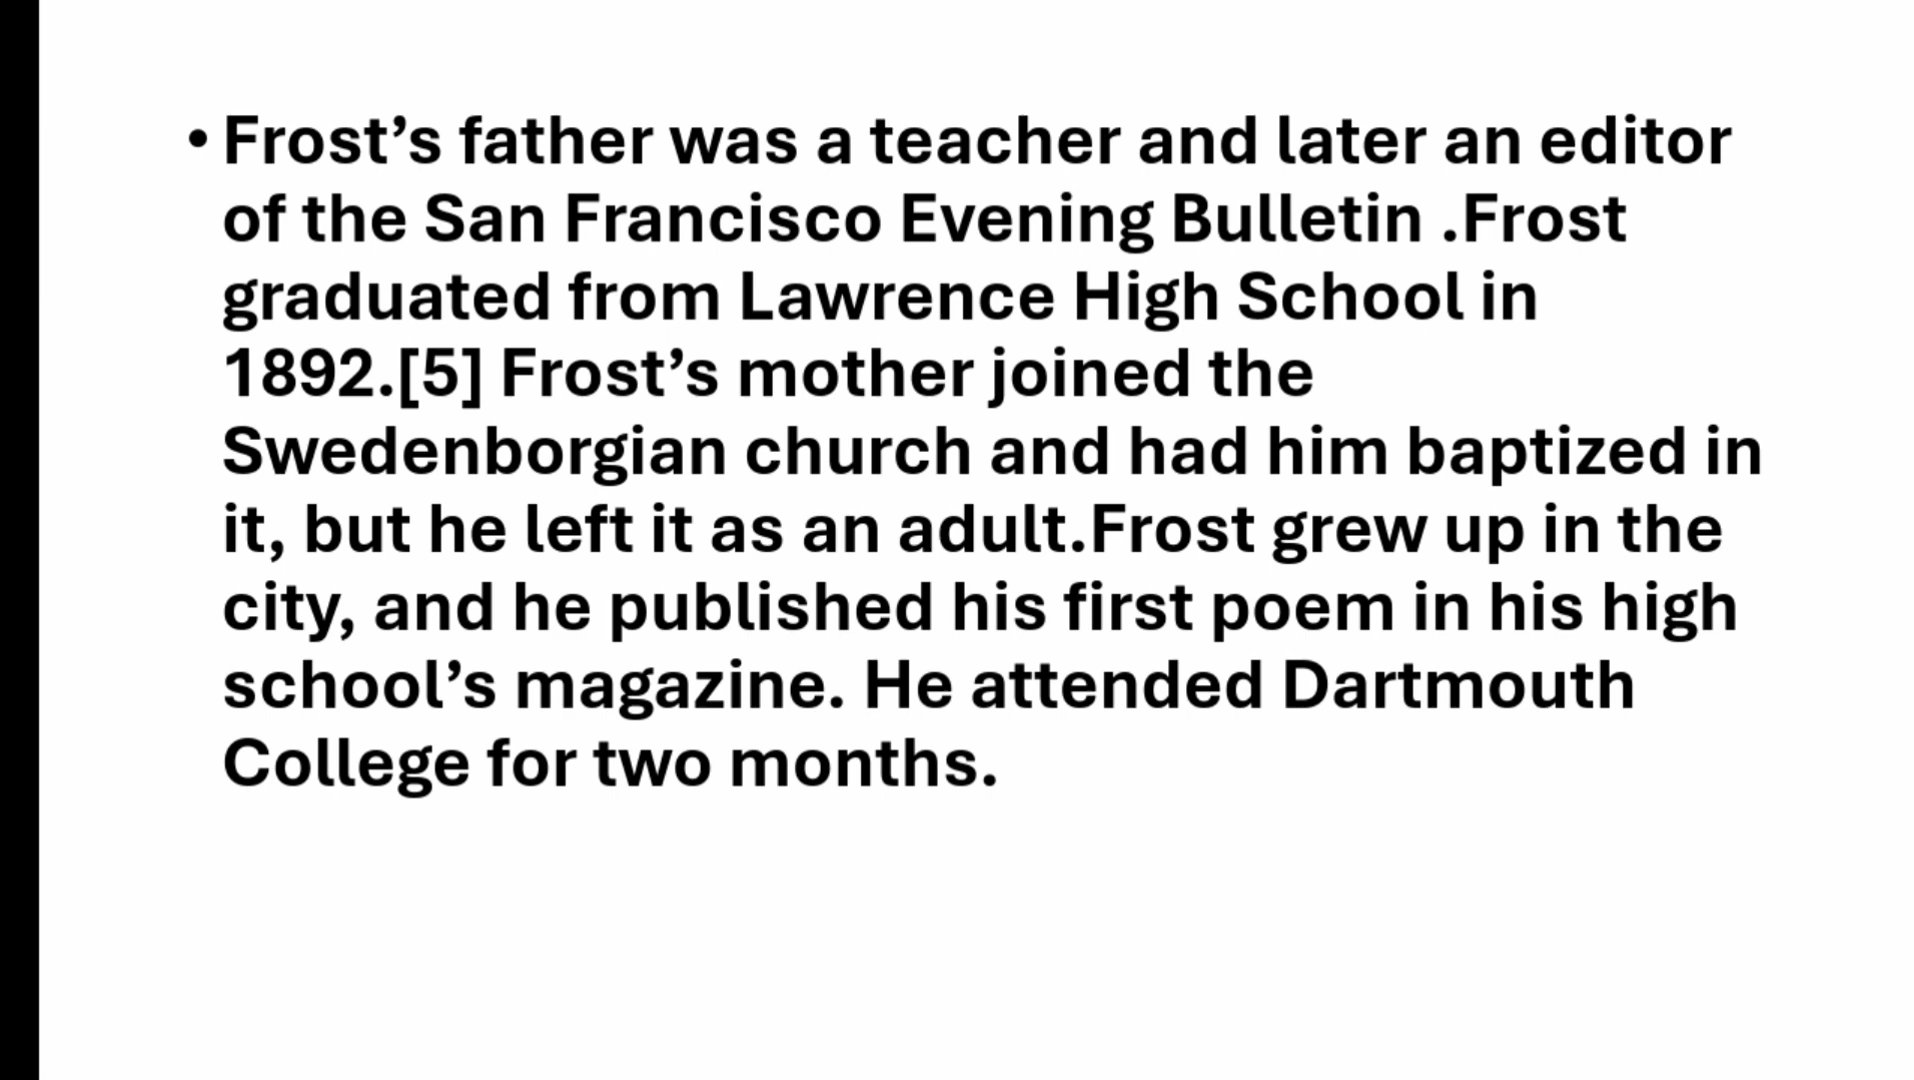 • Frost’s father was a teacher and later an editor
of the San Francisco Evening Bulletin .Frost
graduated from Lawrence High School in
1892.[5] Frost’s mother joined the
Swedenborgian church and had him baptized in
it, but he left it as an adult.Frost grew up in the
city, and he published his first poem in his high
school’s magazine. He attended Dartmouth
College for two months.